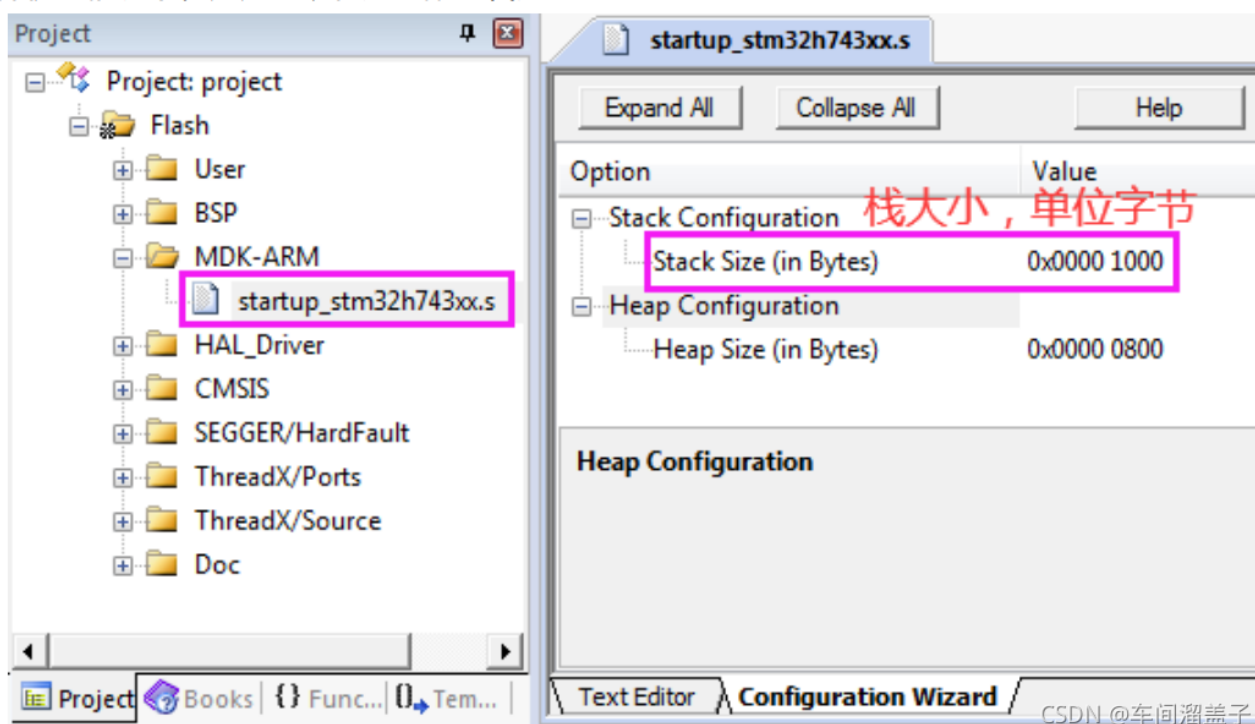 Project
Project: project
Flash
User
BSP
MDK-ARM
startup_stm32h743xx.s
HAL_Driver
CMSIS
SEGGER/HardFault
ThreadX/Ports
ThreadX/Source
Doc
Project
Books
{} Func...
Tem...
startup_stm32h743xx.s
Expand All
Collapse All
Help
Option
Value
Stack Configuration
栈大小，单位字节
Stack Size (in Bytes)
0x0000 1000
Heap Configuration
Heap Size (in Bytes)
0x0000 0800
Heap Configuration
Text Editor
Configuration Wizard
CSDN @车间溜盖子